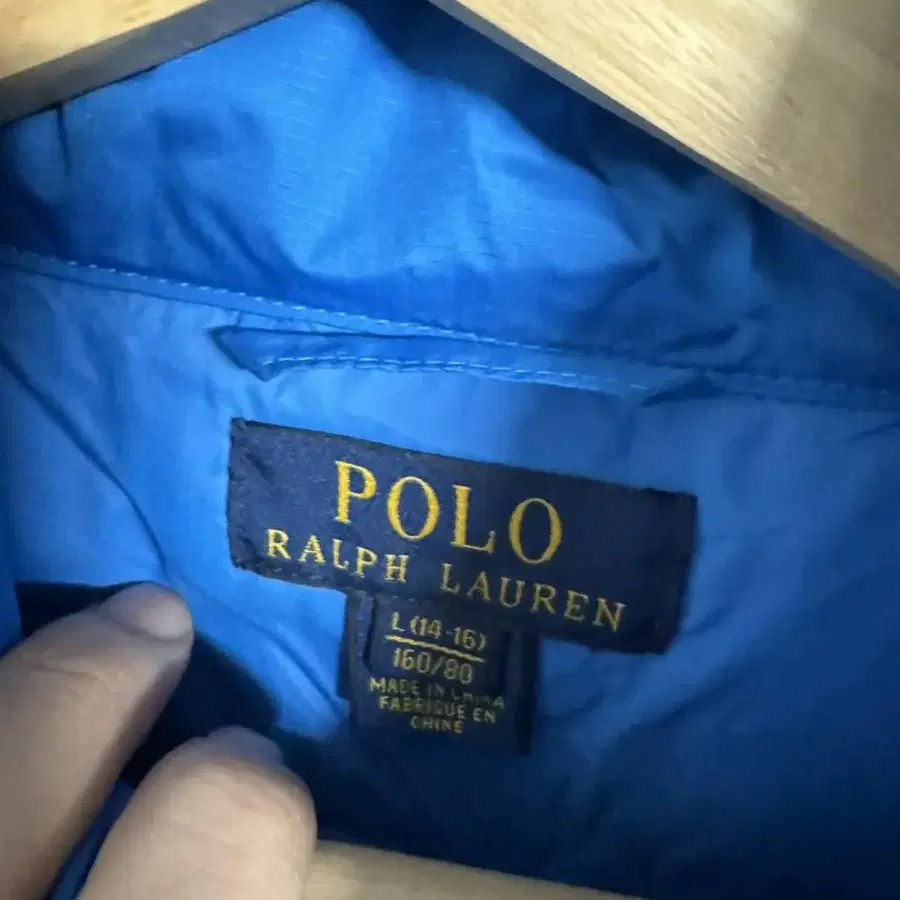 POLO
RALPH LAUREN
L (14-16)
160/80
MADE IN CHINA
FABRIQUE EN
CHINE